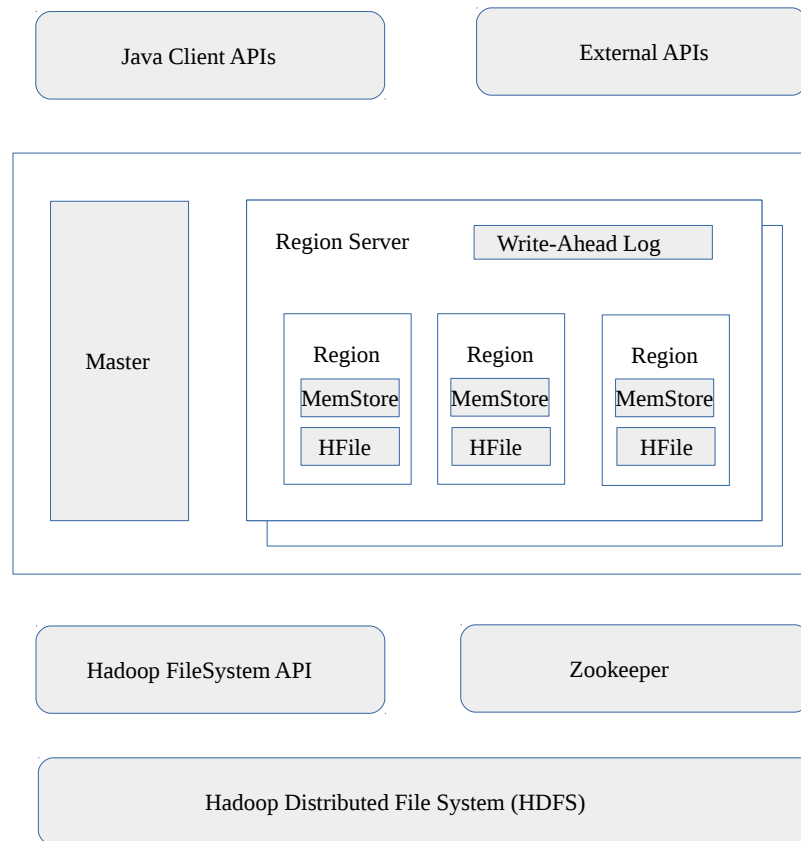 Java Client APIs
External APIs
Region Server
Write-Ahead Log
Master
Region
Region
Region
MemStore
MemStore
MemStore
HFile
HFile
HFile
Hadoop FileSystem API
Zookeeper
Hadoop Distributed File System (HDFS)